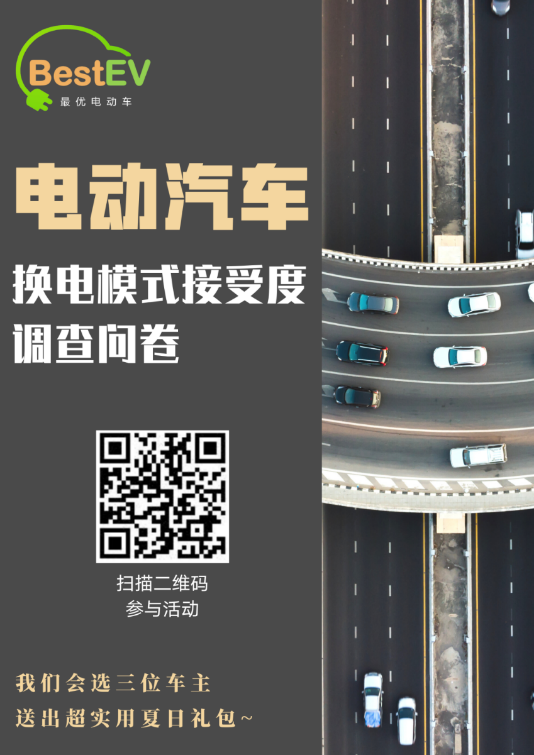 BestEV
最优电动车
电动汽车
换电模式接受度
调查问卷
扫描二维码
参与活动
我们会选三位车主
送出超实用夏日礼包~